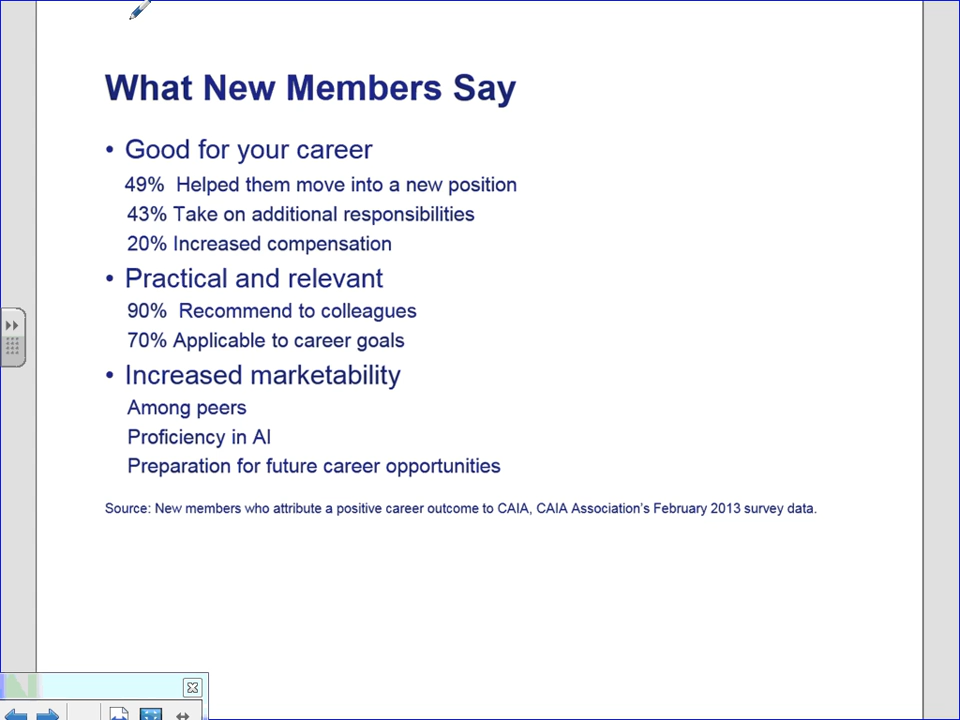 What New Members Say
• Good for your career
49% Helped them move into a new position
43% Take on additional responsibilities
20% Increased compensation
• Practical and relevant
90% Recommend to colleagues
70% Applicable to career goals
• Increased marketability
Among peers
Proficiency in AI
Preparation for future career opportunities
Source: New members who attribute a positive career outcome to CAIA, CAIA Association's February 2013 survey data.